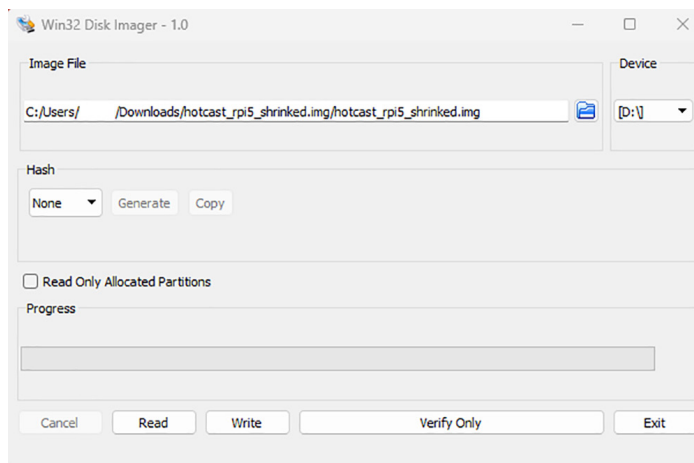 Win32 Disk Imager - 1.0
Image File
Device
C:/Users/ /Downloads/hotcast_rpi5_shrinked.img/hotcast_rpi5_shrinked.img
[D:\]
Hash
None
Generate
Copy
Read Only Allocated Partitions
Progress
Cancel
Read
Write
Verify Only
Exit